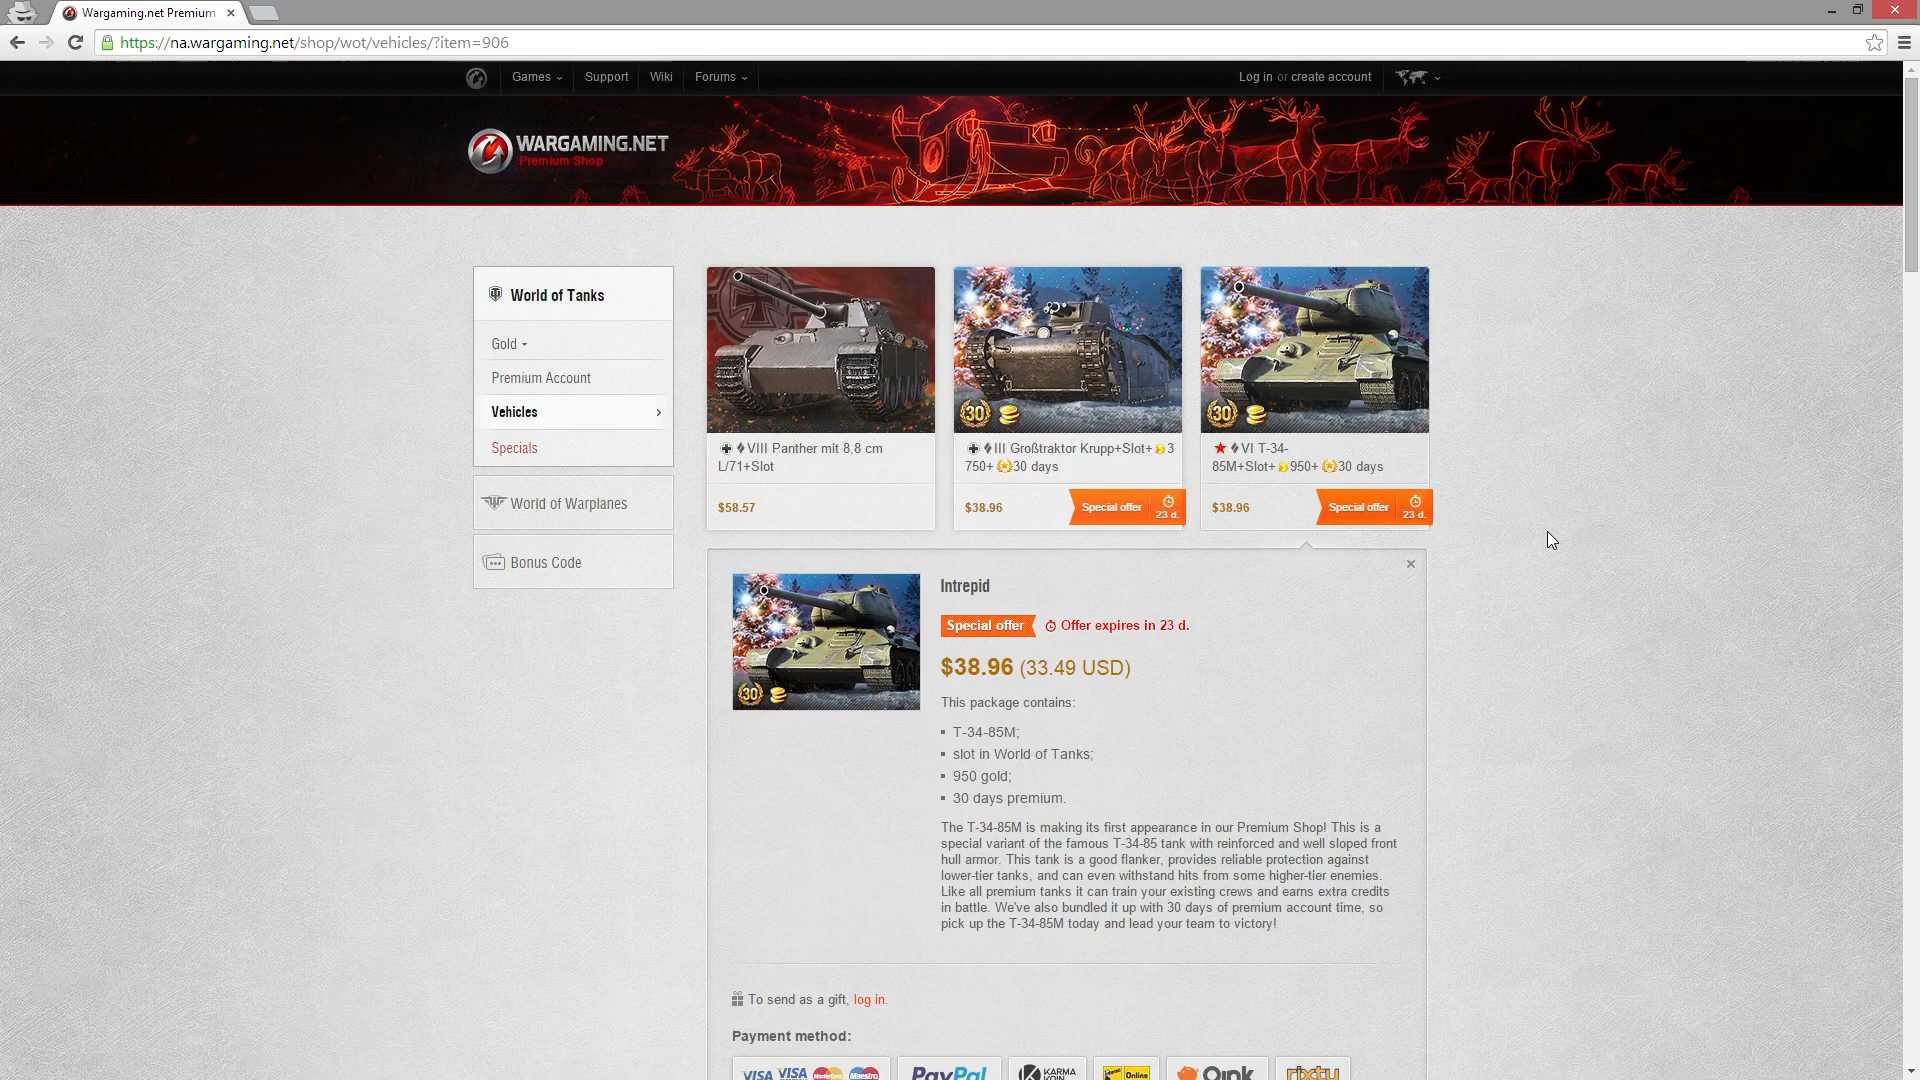 Wargaming.net Premium
https://na.wargaming.net/shop/wot/vehicles/?item=906
Games
Support
Wiki
Forums
Log in or create account
WARGAMING.NET
Premium Shop
World of Tanks
Gold
Premium Account
Vehicles
Specials
World of Warplanes
Bonus Code
VIII Panther mit 8,8 cm
L/71+Slot
$58.57
30
III Großtraktor Krupp+Slot+3
750+30 days
$38.96
Special offer
23 d.
30
VI T-34-
85M+Slot+950+30 days
$38.96
Special offer
23 d.
30
Intrepid
Special offer
Offer expires in 23 d.
$38.96 (33.49 USD)
This package contains:
T-34-85M;
slot in World of Tanks;
950 gold;
30 days premium.
The T-34-85M is making its first appearance in our Premium Shop! This is a
special variant of the famous T-34-85 tank with reinforced and well sloped front
hull armor. This tank is a good flanker, provides reliable protection against
lower-tier tanks, and can even withstand hits from some higher-tier enemies.
Like all premium tanks it can train your existing crews and earns extra credits
in battle. We've also bundled it up with 30 days of premium account time, so
pick up the T-34-85M today and lead your team to victory!
To send as a gift, log in.
Payment method:
VISA VISA MasterCard Maestro
PayPal
KARMA
KOIN
Online
Oink
rixty